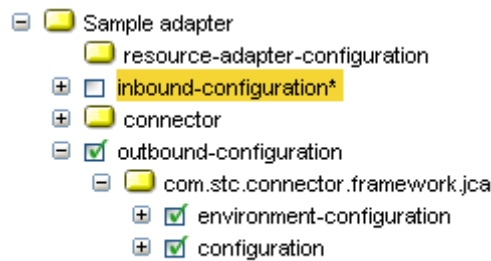 Sample adapter
resource-adapter-configuration
inbound-configuration*
connector
outbound-configuration
com.stc.connector.framework.jca
environment-configuration
configuration